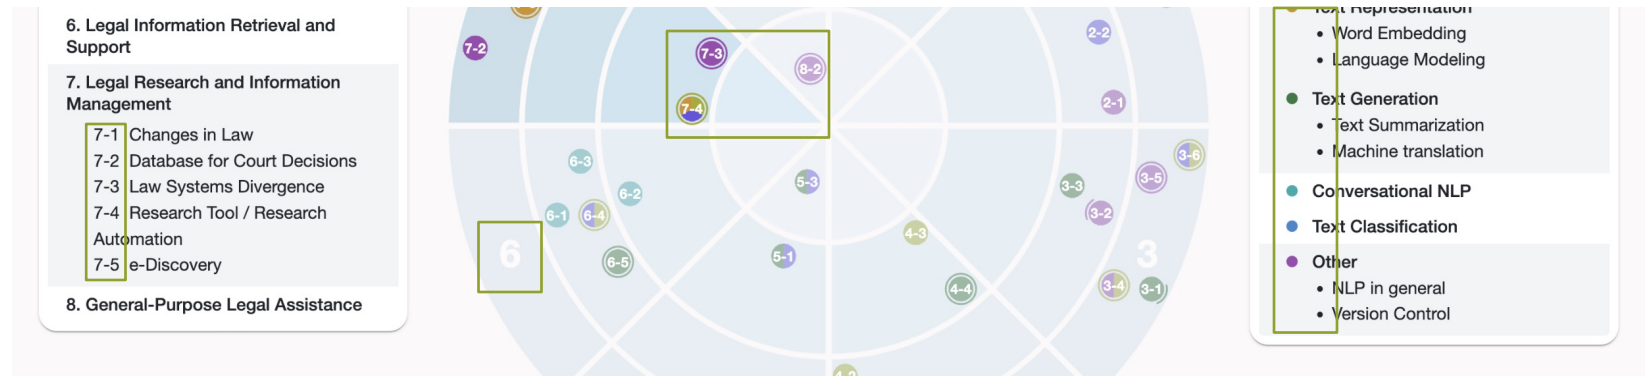 6. Legal Information Retrieval and
Support
7. Legal Research and Information
Management
7-1 Changes in Law
7-2 Database for Court Decisions
7-3 Law Systems Divergence
7-4 Research Tool / Research
Automation
7-5 e-Discovery
8. General-Purpose Legal Assistance
7-2
7-3
8-2
7-4
2-2
2-1
6-3
6-2
6-1
6-4
6
6-5
5-3
5-1
4-3
4-4
3-6
3-5
3-3
3-2
3
3-4
3-1
4-2
Text Representation
• Word Embedding
• Language Modeling
Text Generation
• Text Summarization
• Machine translation
Conversational NLP
Text Classification
Other
• NLP in general
• Version Control